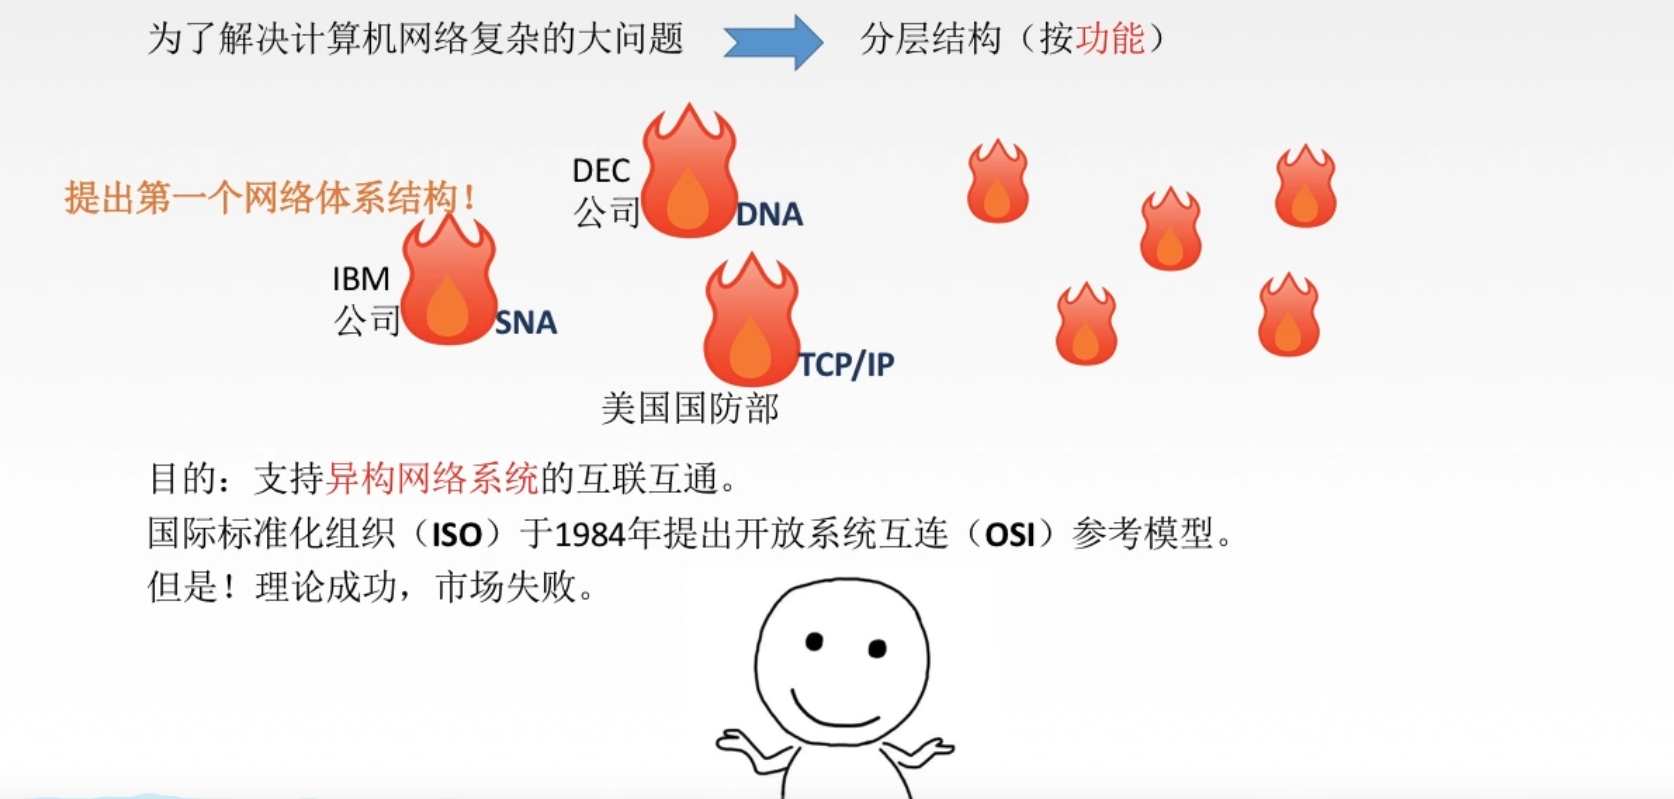 为了解决计算机网络复杂的大问题 分层结构（按功能）
提出第一个网络体系结构！
DEC
公司
DNA
IBM
公司
SNA
TCP/IP
美国国防部
目的：支持异构网络系统的互联互通。
国际标准化组织（ISO）于1984年提出开放系统互连（OSI）参考模型。
但是！理论成功，市场失败。